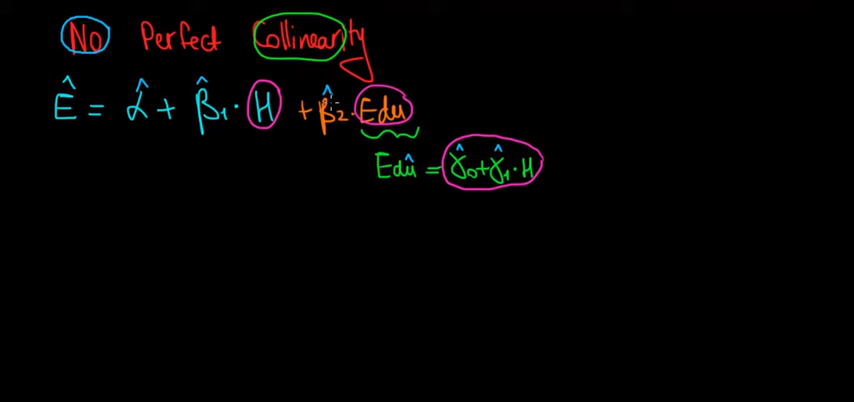 No Perfect Collinearity
Ê = α̂ + β̂₁ · H + β̂₂ · Edu
Edû = γ̂₀ + γ̂₁ · H